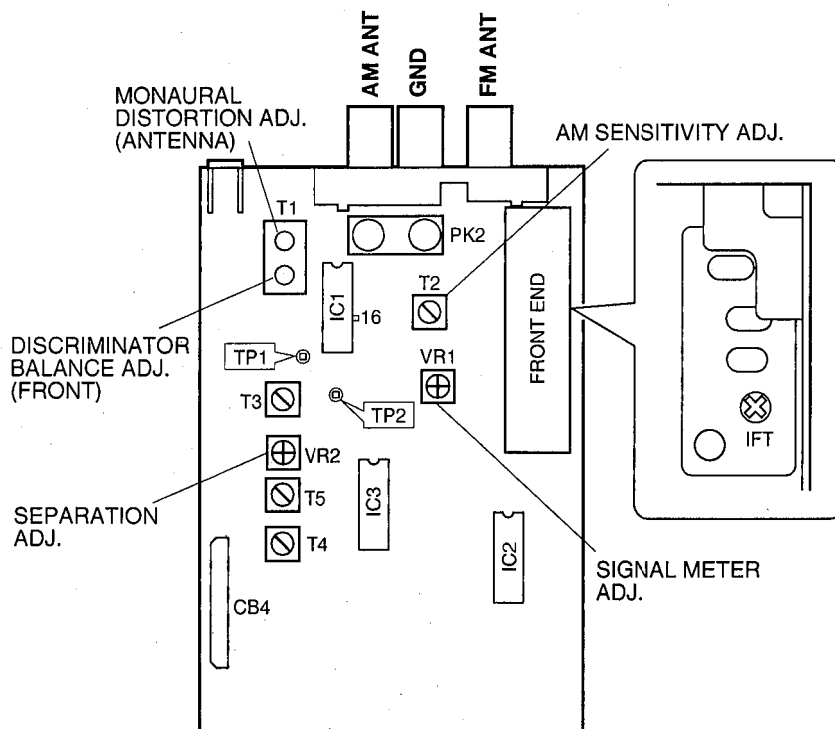 AM ANT
GND
FM ANT
MONAURAL
DISTORTION ADJ.
(ANTENNA)
AM SENSITIVITY ADJ.
T1
PK2
T2
IC1
16
FRONT END
DISCRIMINATOR
BALANCE ADJ.
(FRONT)
TP1
VR1
T3
TP2
IFT
VR2
SEPARATION
ADJ.
T5
IC3
T4
IC2
SIGNAL METER
ADJ.
CB4